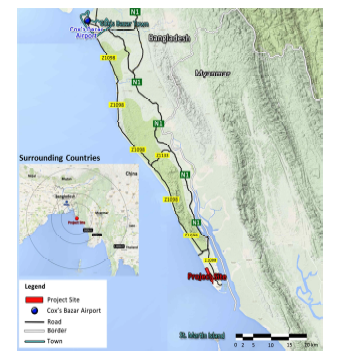 N1
Cox's Bazar Town
Cox's Bazar
Airport
Bangladesh
Z1098
Myanmar
N1
Z1098
N1
Z1098
Z1098
N1
Surrounding Countries
China
Bangladesh
Myanmar
Project Site
Z1098
N1
Project Site
Legend
Project Site
Cox's Bazar Airport
Road
Border
Town
St. Martin Island
0 2 5 10 15 20 km